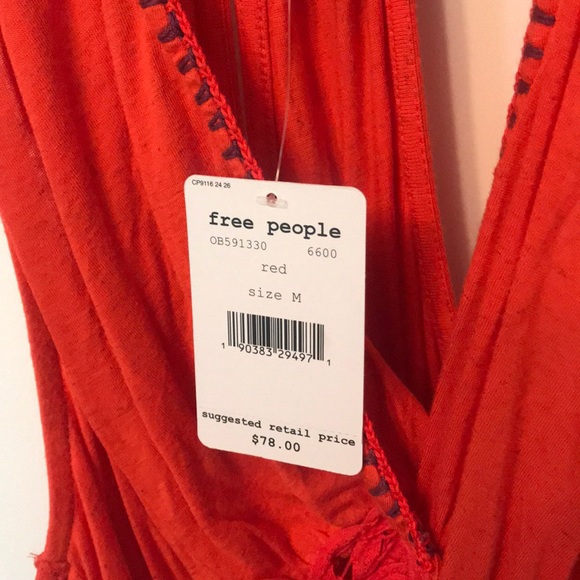 CP9116 24 26
free people
OB591330 6600
red
size M
1 90383 29497 1
suggested retail price
$78.00